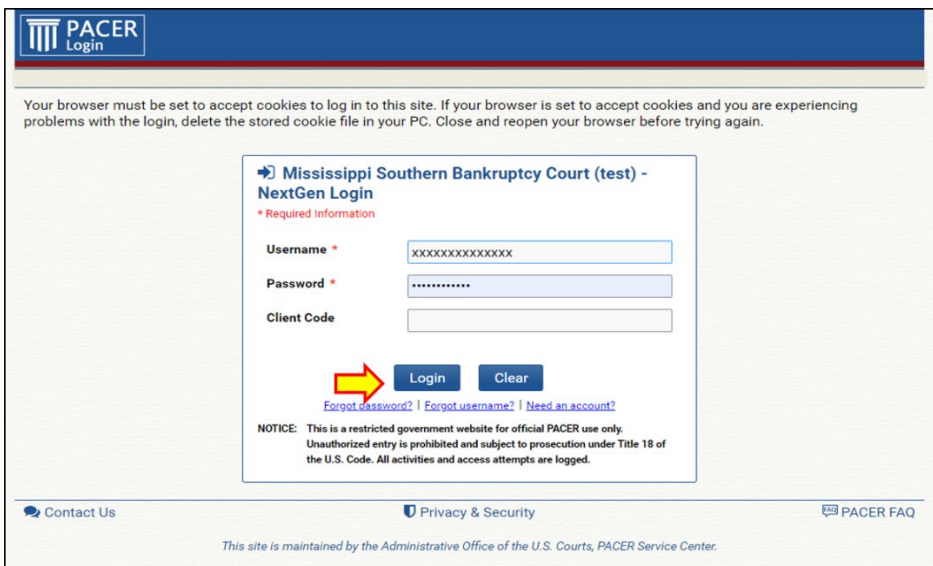 PACER
Login
Your browser must be set to accept cookies to log in to this site. If your browser is set to accept cookies and you are experiencing
problems with the login, delete the stored cookie file in your PC. Close and reopen your browser before trying again.
Mississippi Southern Bankruptcy Court (test) -
NextGen Login
* Required Information
Username * xxxxxxxxxxxxxx
Password * ••••••••••••
Client Code
Login Clear
Forgot password? | Forgot username? | Need an account?
NOTICE: This is a restricted government website for official PACER use only.
Unauthorized entry is prohibited and subject to prosecution under Title 18 of
the U.S. Code. All activities and access attempts are logged.
Contact Us Privacy & Security FAQ PACER FAQ
This site is maintained by the Administrative Office of the U.S. Courts, PACER Service Center.